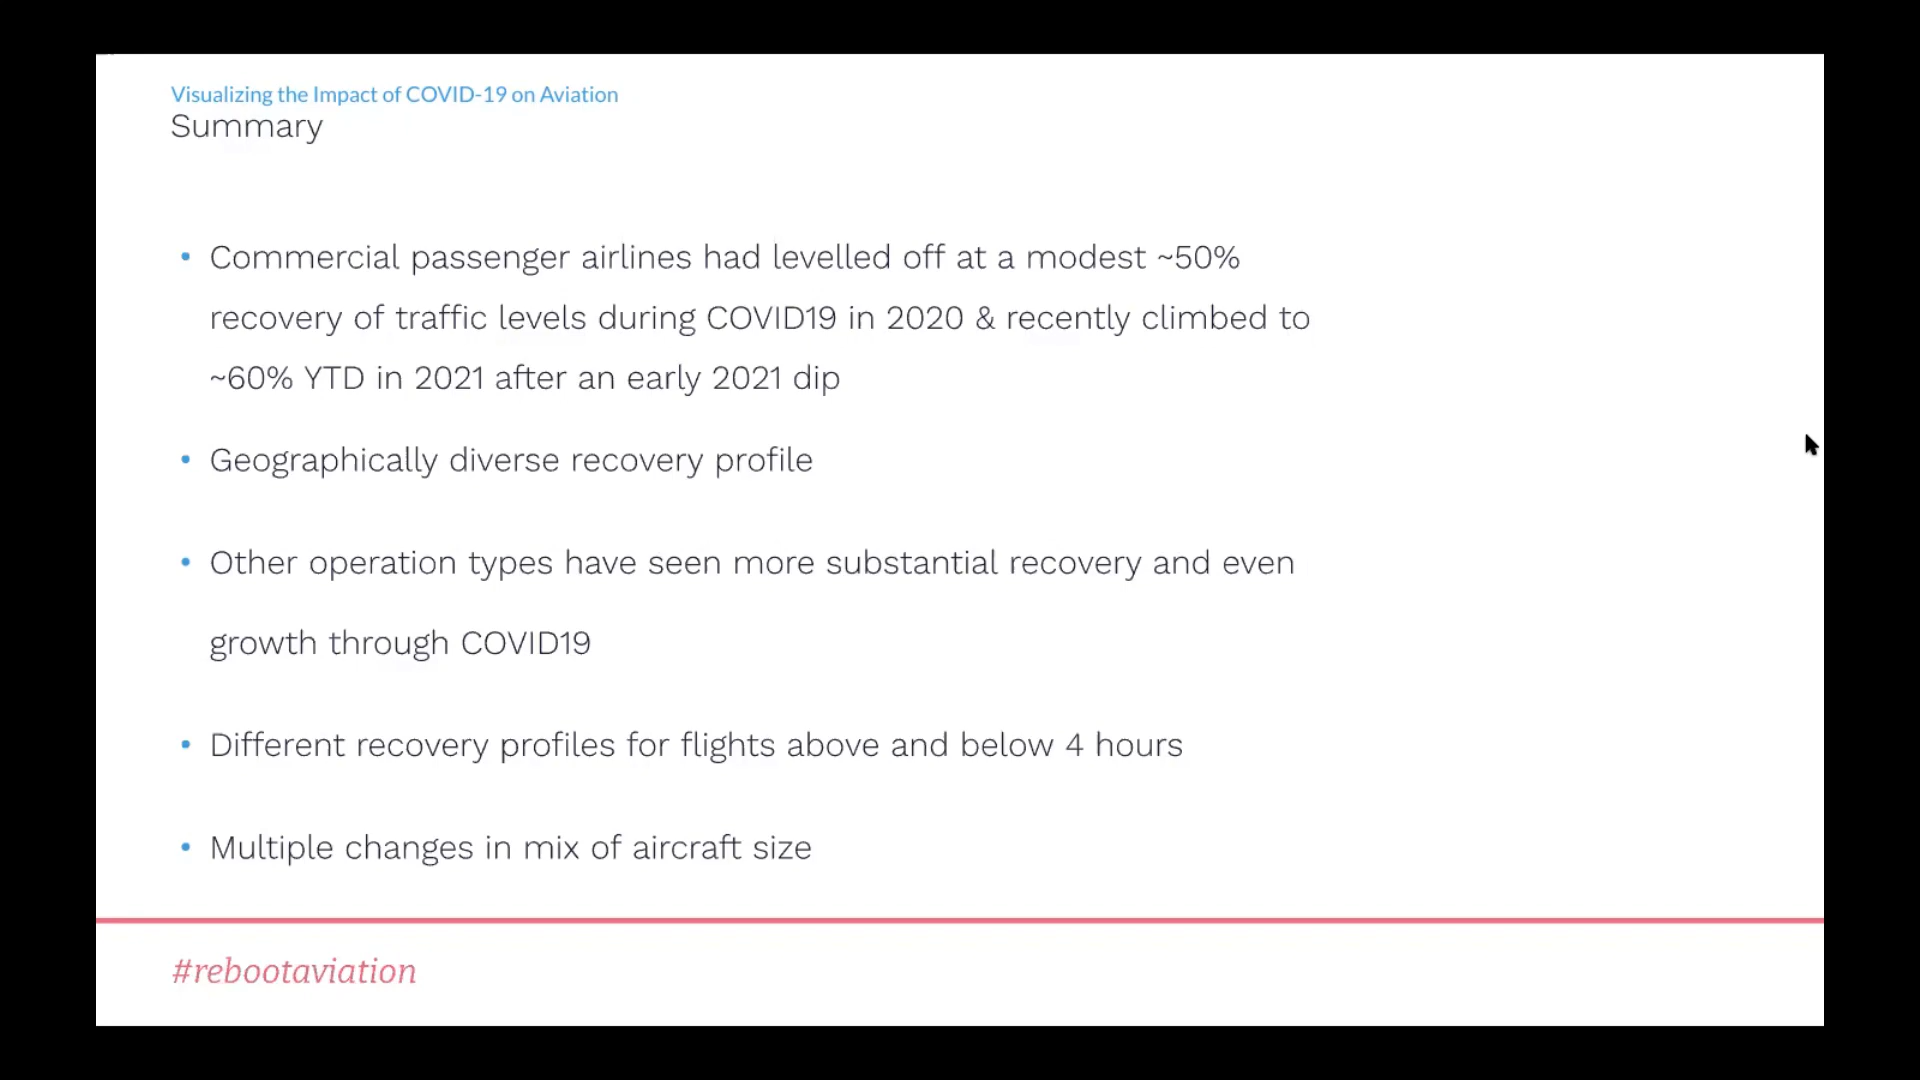 Visualizing the Impact of COVID-19 on Aviation
Summary
• Commercial passenger airlines had levelled off at a modest ~50%
recovery of traffic levels during COVID19 in 2020 & recently climbed to
~60% YTD in 2021 after an early 2021 dip
• Geographically diverse recovery profile
• Other operation types have seen more substantial recovery and even
growth through COVID19
• Different recovery profiles for flights above and below 4 hours
• Multiple changes in mix of aircraft size
#rebootaviation